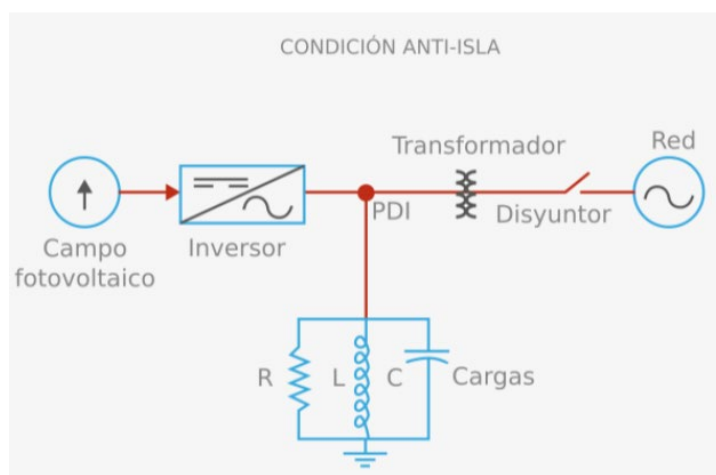 CONDICIÓN ANTI-ISLA
Transformador
Red
PDI
Disyuntor
Campo
fotovoltaico
Inversor
R
L
C
Cargas